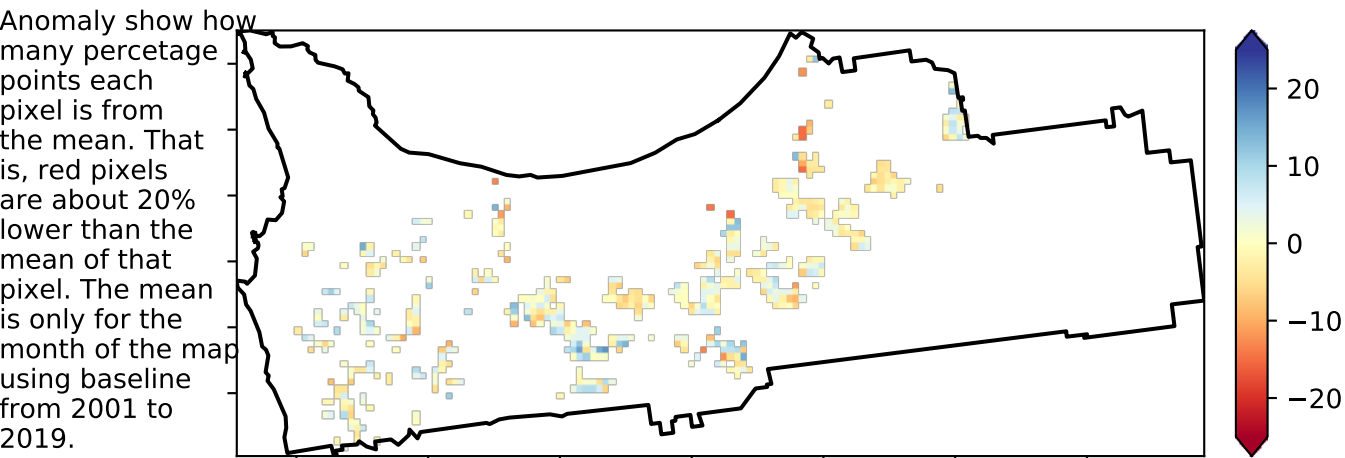 Anomaly show how
many percetage
points each
pixel is from
the mean. That
is, red pixels
are about 20%
lower than the
mean of that
pixel. The mean
is only for the
month of the map
using baseline
from 2001 to
2019.
20
10
0
−10
−20